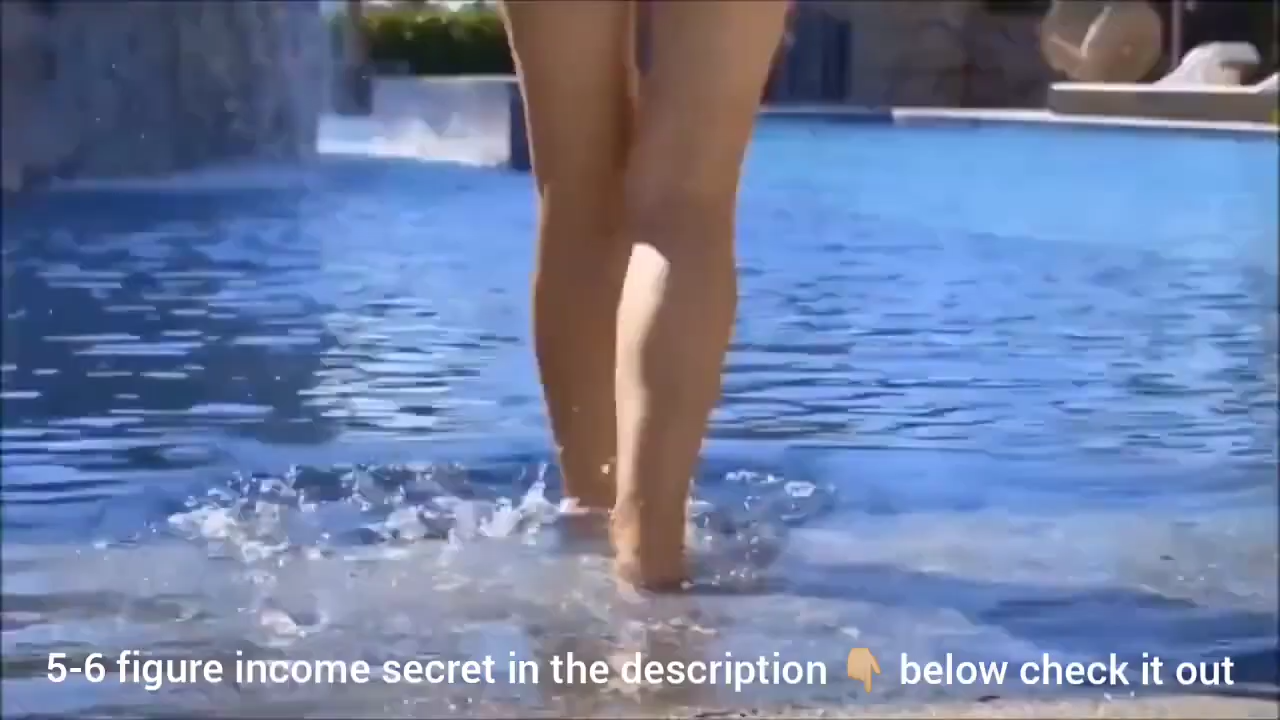 5-6 figure income secret in the description 👇🏽 below check it out